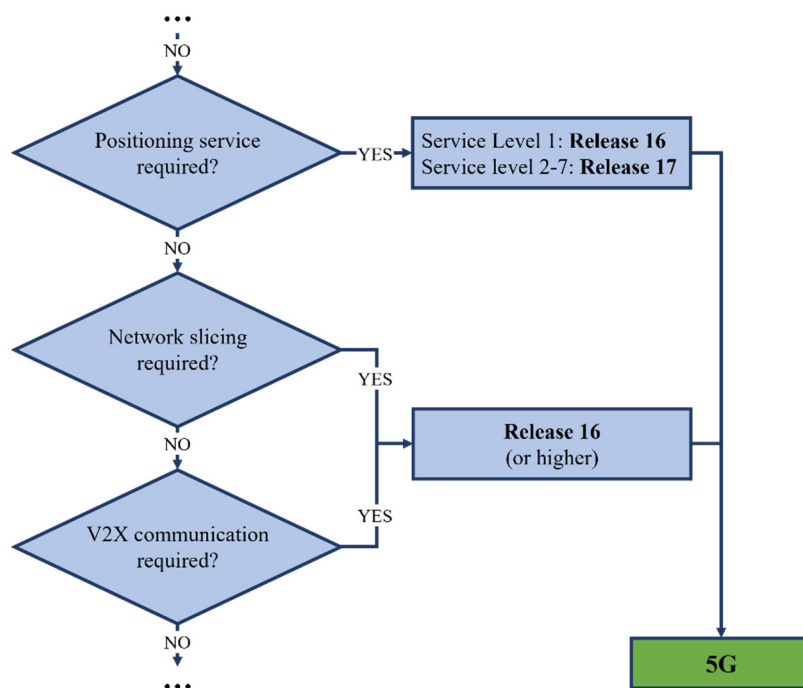 ...
NO
Positioning service
required?
YES
Service Level 1: Release 16
Service level 2-7: Release 17
NO
Network slicing
required?
YES
Release 16
(or higher)
NO
V2X communication
required?
YES
NO
5G
...